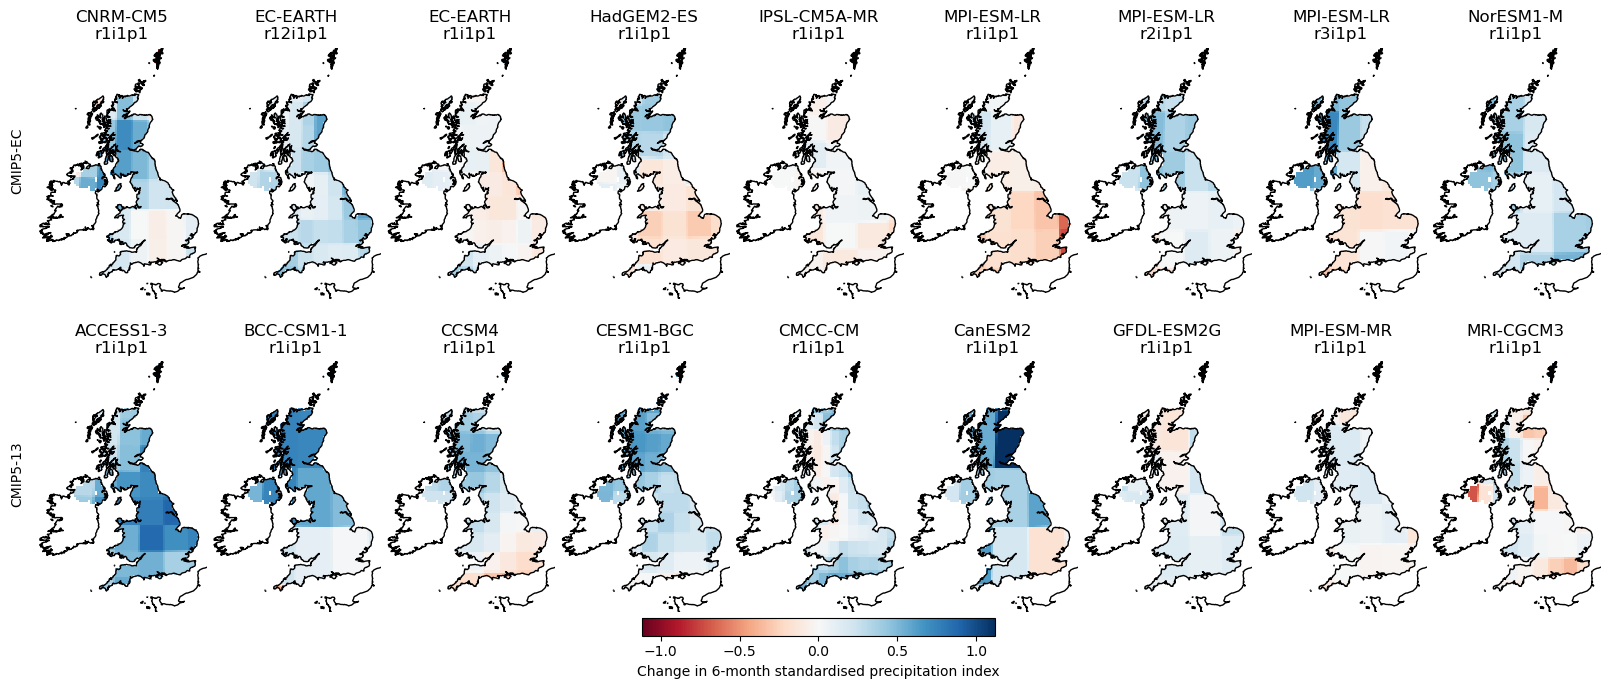 CNRM-CM5 EC-EARTH EC-EARTH HadGEM2-ES IPSL-CM5A-MR MPI-ESM-LR MPI-ESM-LR MPI-ESM-LR NorESM1-M
r1i1p1 r12i1p1 r1i1p1 r1i1p1 r1i1p1 r1i1p1 r2i1p1 r3i1p1 r1i1p1
CMIP5-EC
ACCESS1-3 BCC-CSM1-1 CCSM4 CESM1-BGC CMCC-CM CanESM2 GFDL-ESM2G MPI-ESM-MR MRI-CGCM3
r1i1p1 r1i1p1 r1i1p1 r1i1p1 r1i1p1 r1i1p1 r1i1p1 r1i1p1 r1i1p1
CMIP5-13
−1.0 −0.5 0.0 0.5 1.0
Change in 6-month standardised precipitation index